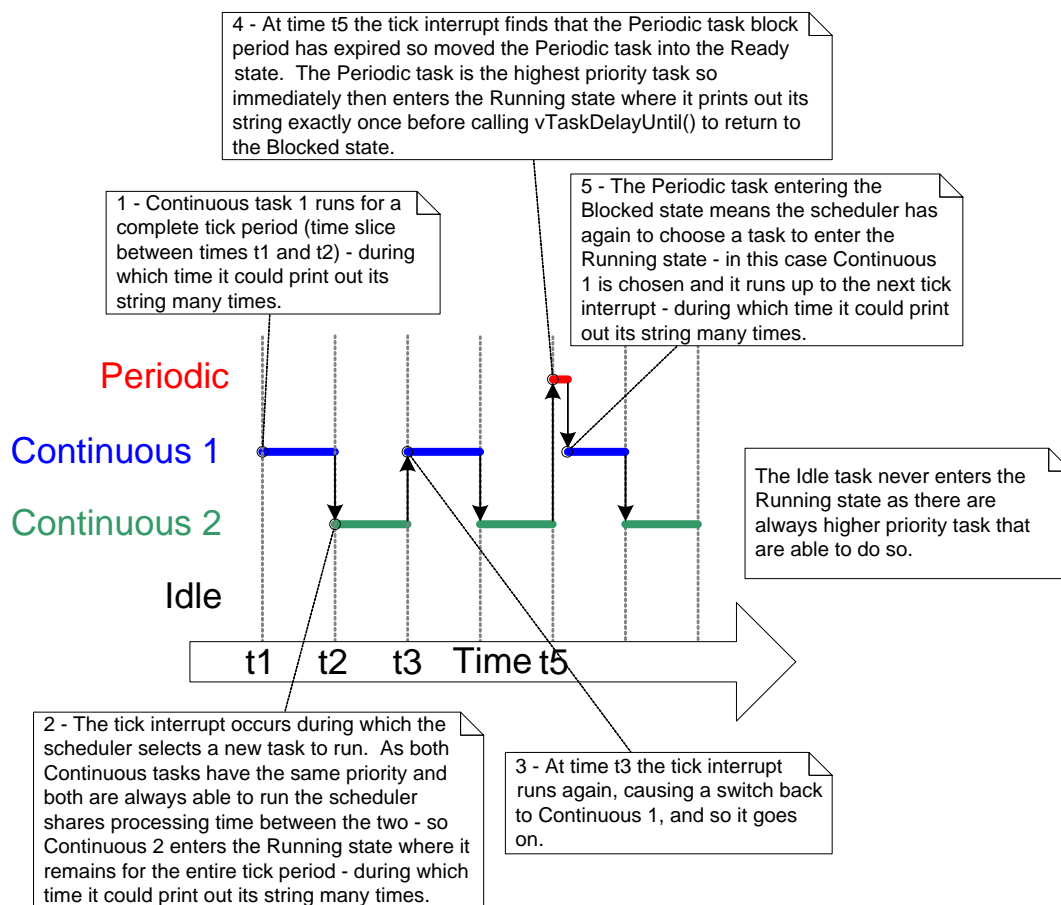 4 - At time t5 the tick interrupt finds that the Periodic task block
period has expired so moved the Periodic task into the Ready
state. The Periodic task is the highest priority task so
immediately then enters the Running state where it prints out its
string exactly once before calling vTaskDelayUntil() to return to
the Blocked state.
1 - Continuous task 1 runs for a
complete tick period (time slice
between times t1 and t2) - during
which time it could print out its
string many times.
5 - The Periodic task entering the
Blocked state means the scheduler has
again to choose a task to enter the
Running state - in this case Continuous
1 is chosen and it runs up to the next tick
interrupt - during which time it could print
out its string many times.
Periodic
Continuous 1
Continuous 2
Idle
The Idle task never enters the
Running state as there are
always higher priority task that
are able to do so.
t1 t2 t3 Time t5
2 - The tick interrupt occurs during which the
scheduler selects a new task to run. As both
Continuous tasks have the same priority and
both are always able to run the scheduler
shares processing time between the two - so
Continuous 2 enters the Running state where it
remains for the entire tick period - during which
time it could print out its string many times.
3 - At time t3 the tick interrupt
runs again, causing a switch back
to Continuous 1, and so it goes
on.